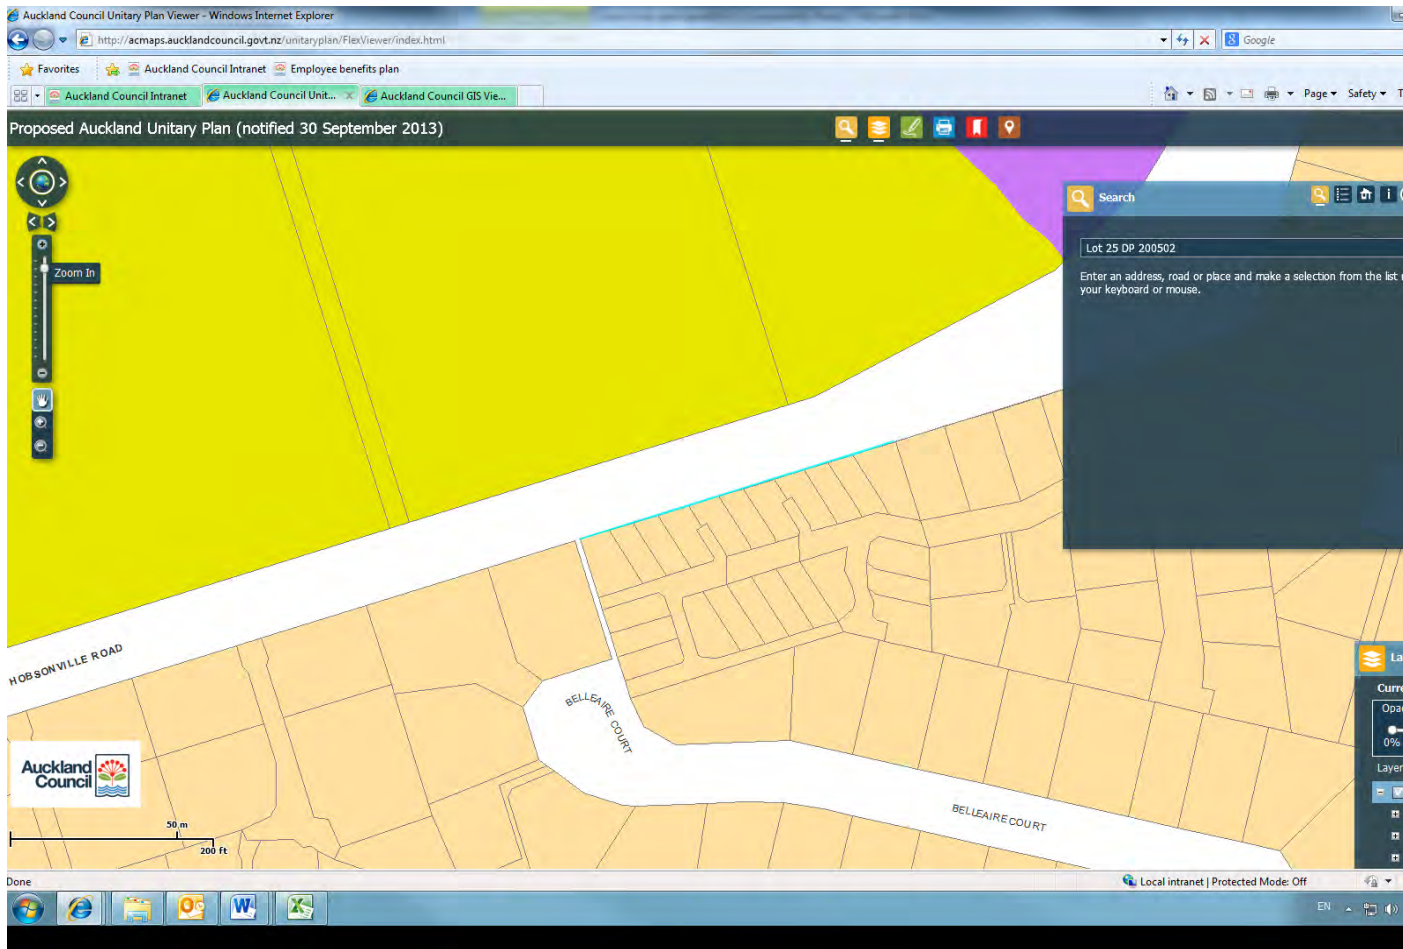 Auckland Council Unitary Plan Viewer - Windows Internet Explorer
http://acmaps.aucklandcouncil.govt.nz/unitaryplan/FlexViewer/index.html
Google
Favorites Auckland Council Intranet Employee benefits plan
Auckland Council Intranet Auckland Council Unit... Auckland Council GIS Vie...
Page Safety T
Proposed Auckland Unitary Plan (notified 30 September 2013)
Search
Lot 25 DP 200502
Enter an address, road or place and make a selection from the list
your keyboard or mouse.
Zoom In
HOBSONVILLE ROAD
BELLEAIRE COURT
BELLEAIRE COURT
La
Curre
Opac
0%
Layer
Auckland
Council
50 m
200 ft
Done
Local intranet | Protected Mode: Off
EN